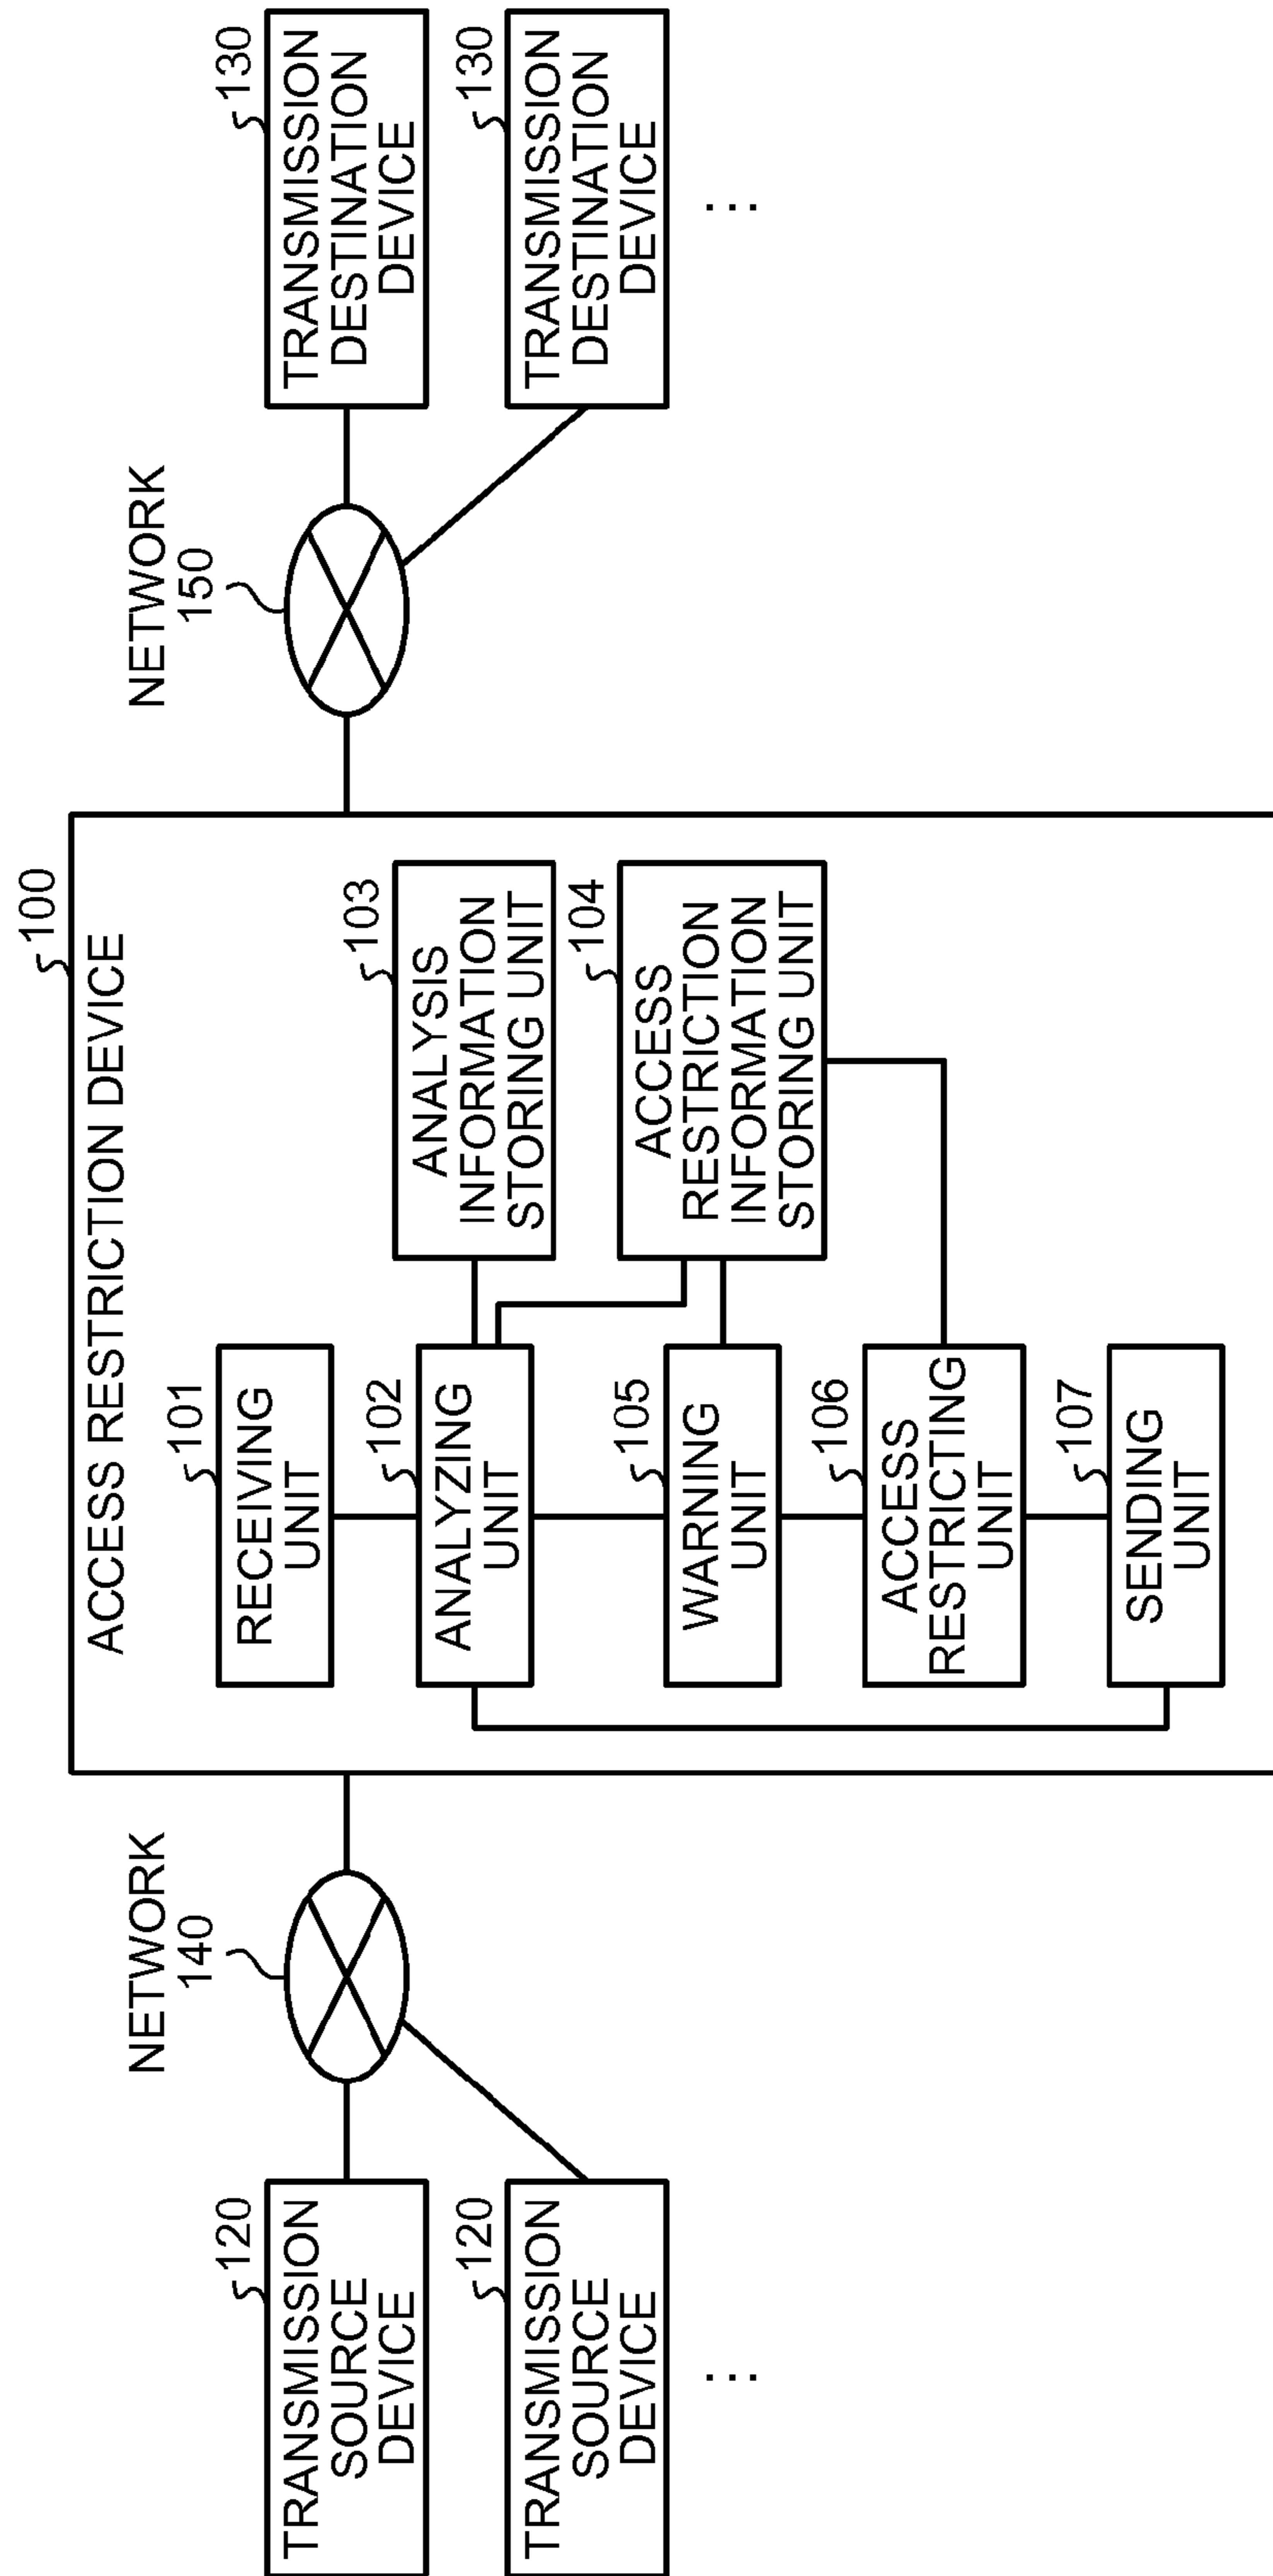 100
ACCESS RESTRICTION DEVICE
120
TRANSMISSION
SOURCE
DEVICE
120
TRANSMISSION
SOURCE
DEVICE
...
NETWORK
140
101
RECEIVING
UNIT
102
ANALYZING
UNIT
105
WARNING
UNIT
106
ACCESS
RESTRICTING
UNIT
107
SENDING
UNIT
103
ANALYSIS
INFORMATION
STORING UNIT
104
ACCESS
RESTRICTION
INFORMATION
STORING UNIT
NETWORK
150
130
TRANSMISSION
DESTINATION
DEVICE
130
TRANSMISSION
DESTINATION
DEVICE
...